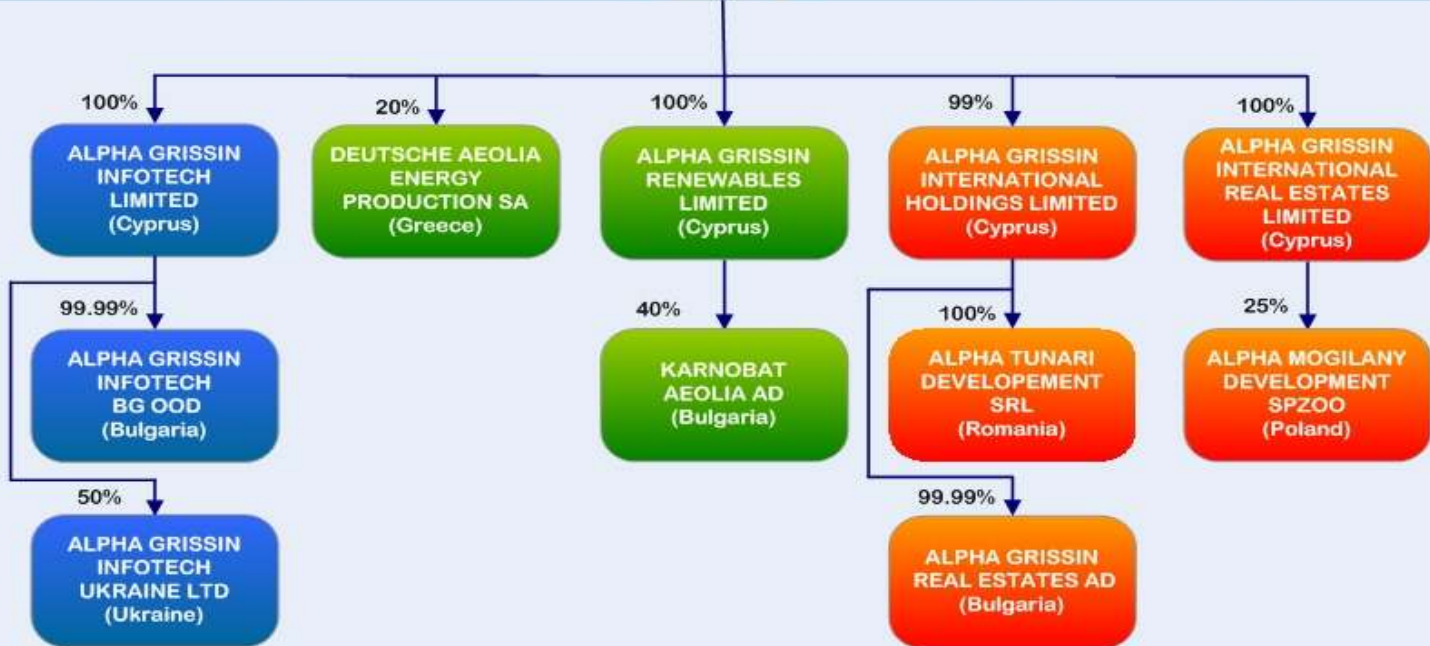 100%
ALPHA GRISSIN
INFOTECH
LIMITED
(Cyprus)
20%
DEUTSCHE AEOLIA
ENERGY
PRODUCTION SA
(Greece)
100%
ALPHA GRISSIN
RENEWABLES
LIMITED
(Cyprus)
99%
ALPHA GRISSIN
INTERNATIONAL
HOLDINGS LIMITED
(Cyprus)
100%
ALPHA GRISSIN
INTERNATIONAL
REAL ESTATES
LIMITED
(Cyprus)
99.99%
ALPHA GRISSIN
INFOTECH
BG OOD
(Bulgaria)
40%
KARNOBAT
AEOLIA AD
(Bulgaria)
100%
ALPHA TUNARI
DEVELOPEMENT
SRL
(Romania)
25%
ALPHA MOGILANY
DEVELOPMENT
SPZOO
(Poland)
50%
ALPHA GRISSIN
INFOTECH
UKRAINE LTD
(Ukraine)
99.99%
ALPHA GRISSIN
REAL ESTATES AD
(Bulgaria)